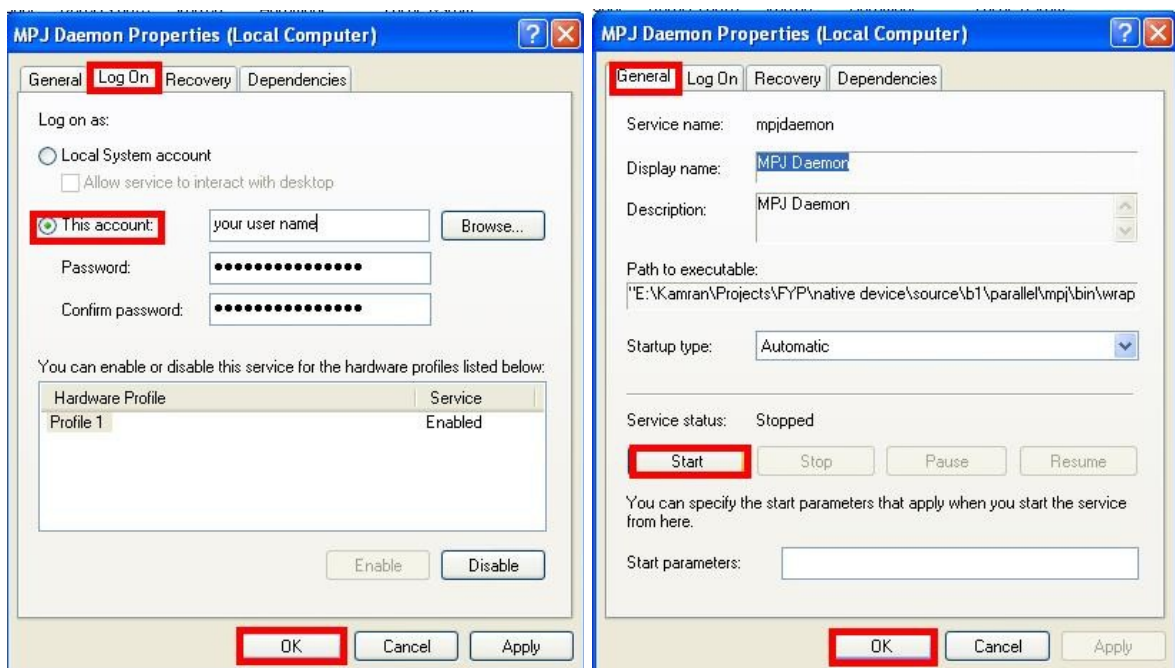 MPJ Daemon Properties (Local Computer)
General Log On Recovery Dependencies
Log on as:
Local System account
Allow service to interact with desktop
This account: your user name Browse...
Password: ●●●●●●●●●●●●●●●
Confirm password: ●●●●●●●●●●●●●●●
You can enable or disable this service for the hardware profiles listed below:
Hardware Profile Service
Profile 1 Enabled
Enable Disable
OK Cancel Apply
MPJ Daemon Properties (Local Computer)
General Log On Recovery Dependencies
Service name: mpjdaemon
Display name: MPJ Daemon
Description: MPJ Daemon
Path to executable:
"E:\Kamran\Projects\FYP\native device\source\b1\parallel\mpj\bin\wrap
Startup type: Automatic
Service status: Stopped
Start Stop Pause Resume
You can specify the start parameters that apply when you start the service
from here.
Start parameters:
OK Cancel Apply